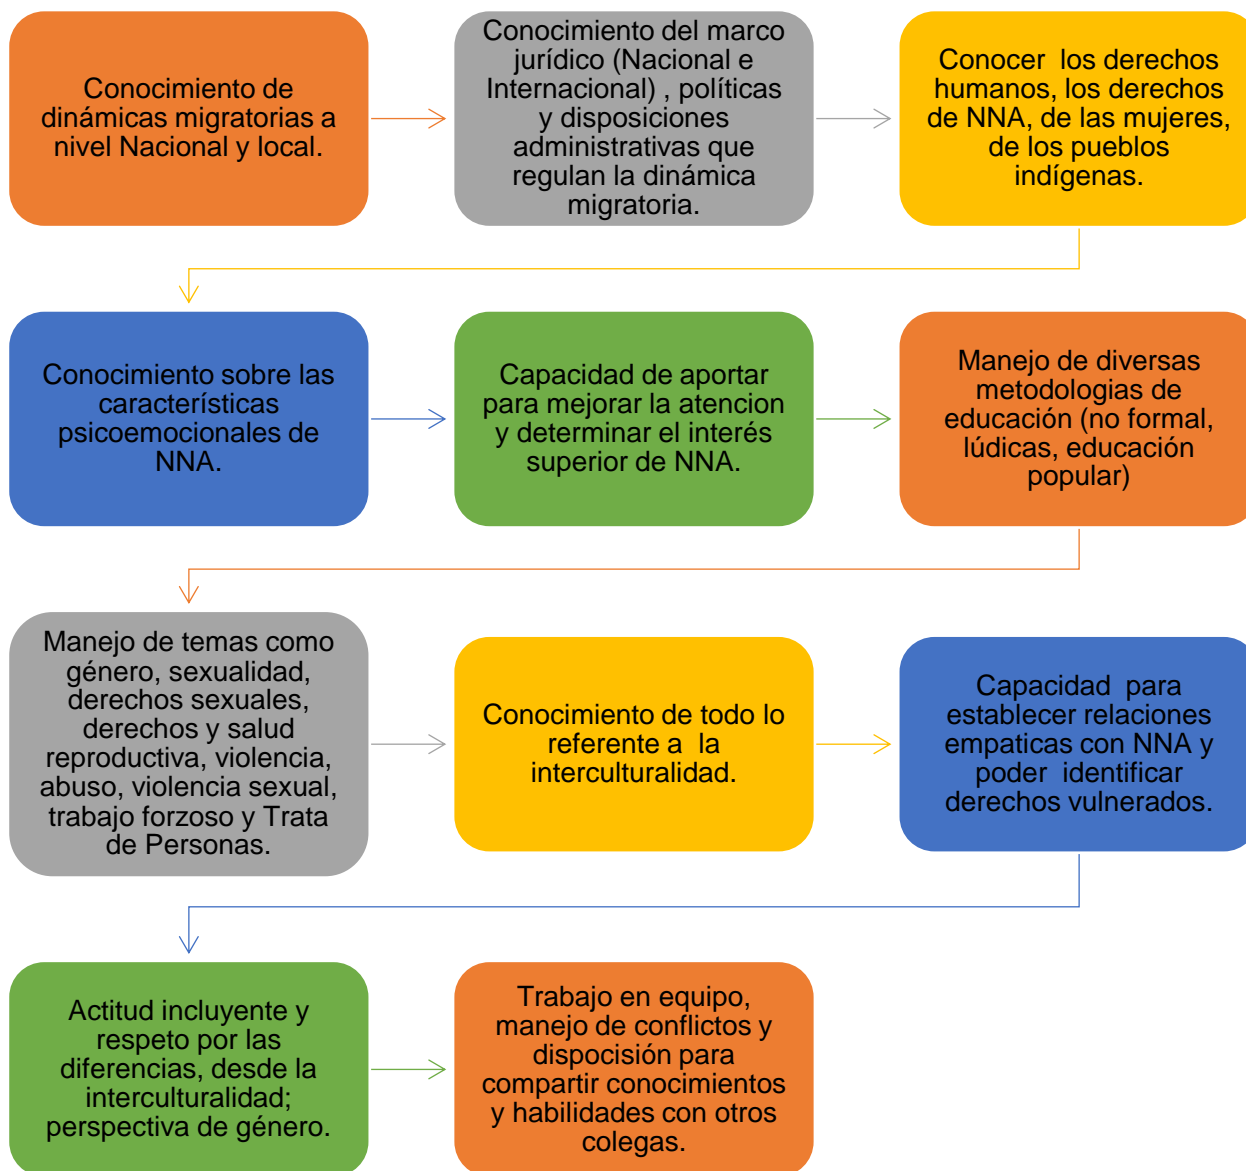 Conocimiento de
dinámicas migratorias a
nivel Nacional y local.
Conocimiento del marco
jurídico (Nacional e
Internacional) , políticas
y disposiciones
administrativas que
regulan la dinámica
migratoria.
Conocer los derechos
humanos, los derechos
de NNA, de las mujeres,
de los pueblos
indígenas.
Conocimiento sobre las
características
psicoemocionales de
NNA.
Capacidad de aportar
para mejorar la atencion
y determinar el interés
superior de NNA.
Manejo de diversas
metodologias de
educación (no formal,
lúdicas, educación
popular)
Manejo de temas como
género, sexualidad,
derechos sexuales,
derechos y salud
reproductiva, violencia,
abuso, violencia sexual,
trabajo forzoso y Trata
de Personas.
Conocimiento de todo lo
referente a la
interculturalidad.
Capacidad para
establecer relaciones
empaticas con NNA y
poder identificar
derechos vulnerados.
Actitud incluyente y
respeto por las
diferencias, desde la
interculturalidad;
perspectiva de género.
Trabajo en equipo,
manejo de conflictos y
dispocisión para
compartir conocimientos
y habilidades con otros
colegas.